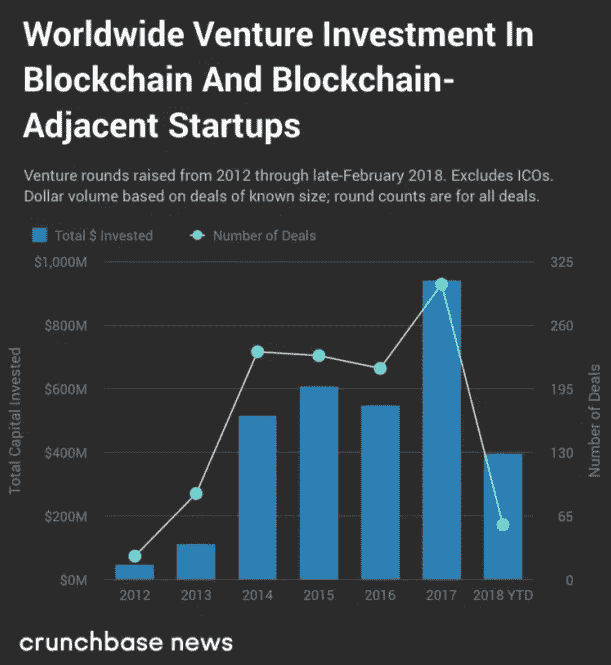 Worldwide Venture Investment In
Blockchain And Blockchain-
Adjacent Startups
Venture rounds raised from 2012 through late-February 2018. Excludes ICOs.
Dollar volume based on deals of known size; round counts are for all deals.
Total $ Invested Number of Deals
$1,000M 325
$800M 260
$600M 195
$400M 130
$200M 65
$0M 0
Total Capital Invested
Number of Deals
2012 2013 2014 2015 2016 2017 2018 YTD
crunchbase news